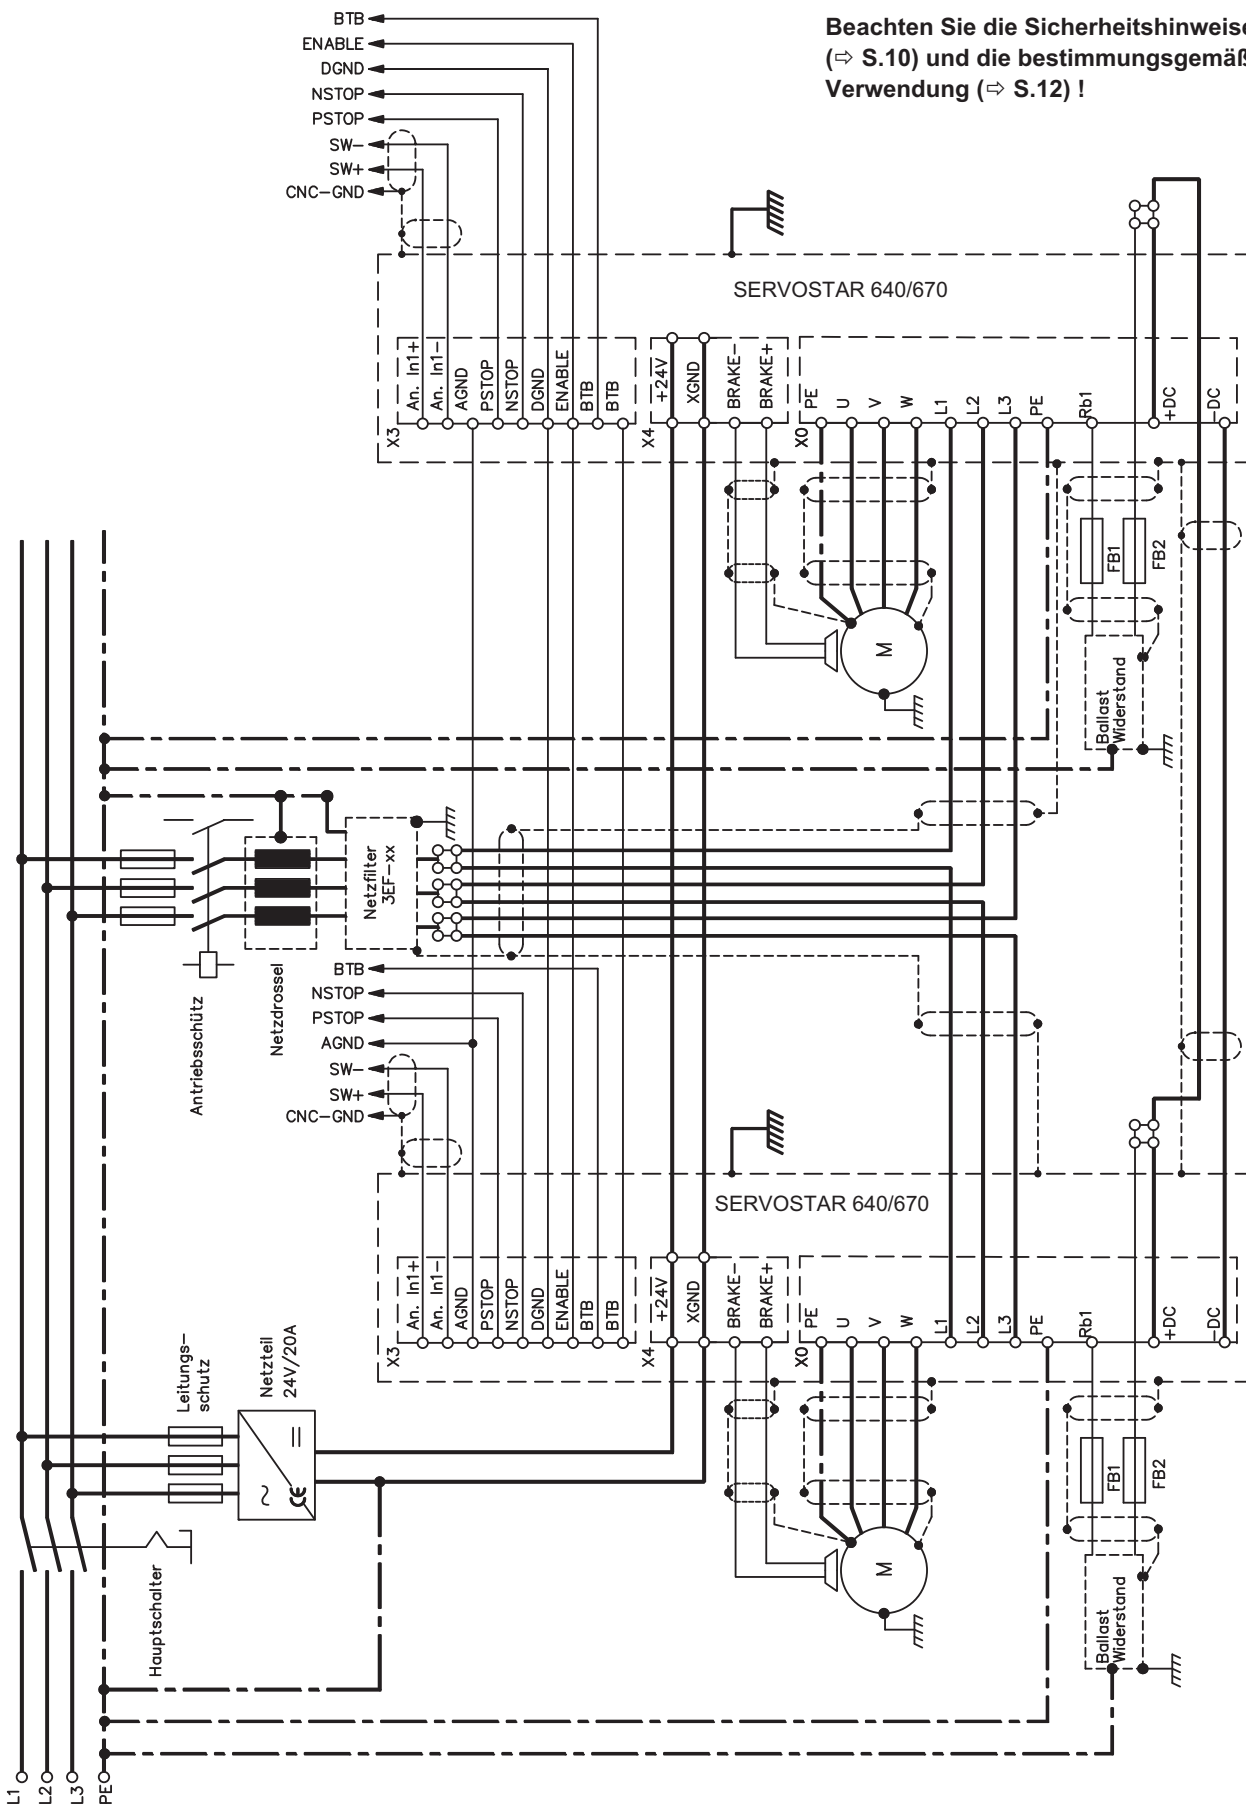 Beachten Sie die Sicherheitshinweise
(⇨ S.10) und die bestimmungsgemäß
Verwendung (⇨ S.12) !
BTB
ENABLE
DGND
NSTOP
PSTOP
SW-
SW+
CNC-GND
SERVOSTAR 640/670
X3
An. In1+
An. In1-
AGND
PSTOP
NSTOP
DGND
ENABLE
BTB
BTB
X4
+24V
XGND
BRAKE-
BRAKE+
X0
PE
U
V
W
L1
L2
L3
PE
Rb1
+DC
-DC
FB1
FB2
M
Ballast
Widerstand
Netzfilter
3EF-xx
Antriebsschütz
Netzdrossel
BTB
NSTOP
PSTOP
AGND
SW-
SW+
CNC-GND
SERVOSTAR 640/670
X3
An. In1+
An. In1-
AGND
PSTOP
NSTOP
DGND
ENABLE
BTB
BTB
X4
+24V
XGND
BRAKE-
BRAKE+
X0
PE
U
V
W
L1
L2
L3
PE
Rb1
+DC
-DC
Leitungs-
schutz
Netzteil
24V/20A
~
=
CE
FB1
FB2
M
Ballast
Widerstand
Hauptschalter
L1
L2
L3
PE